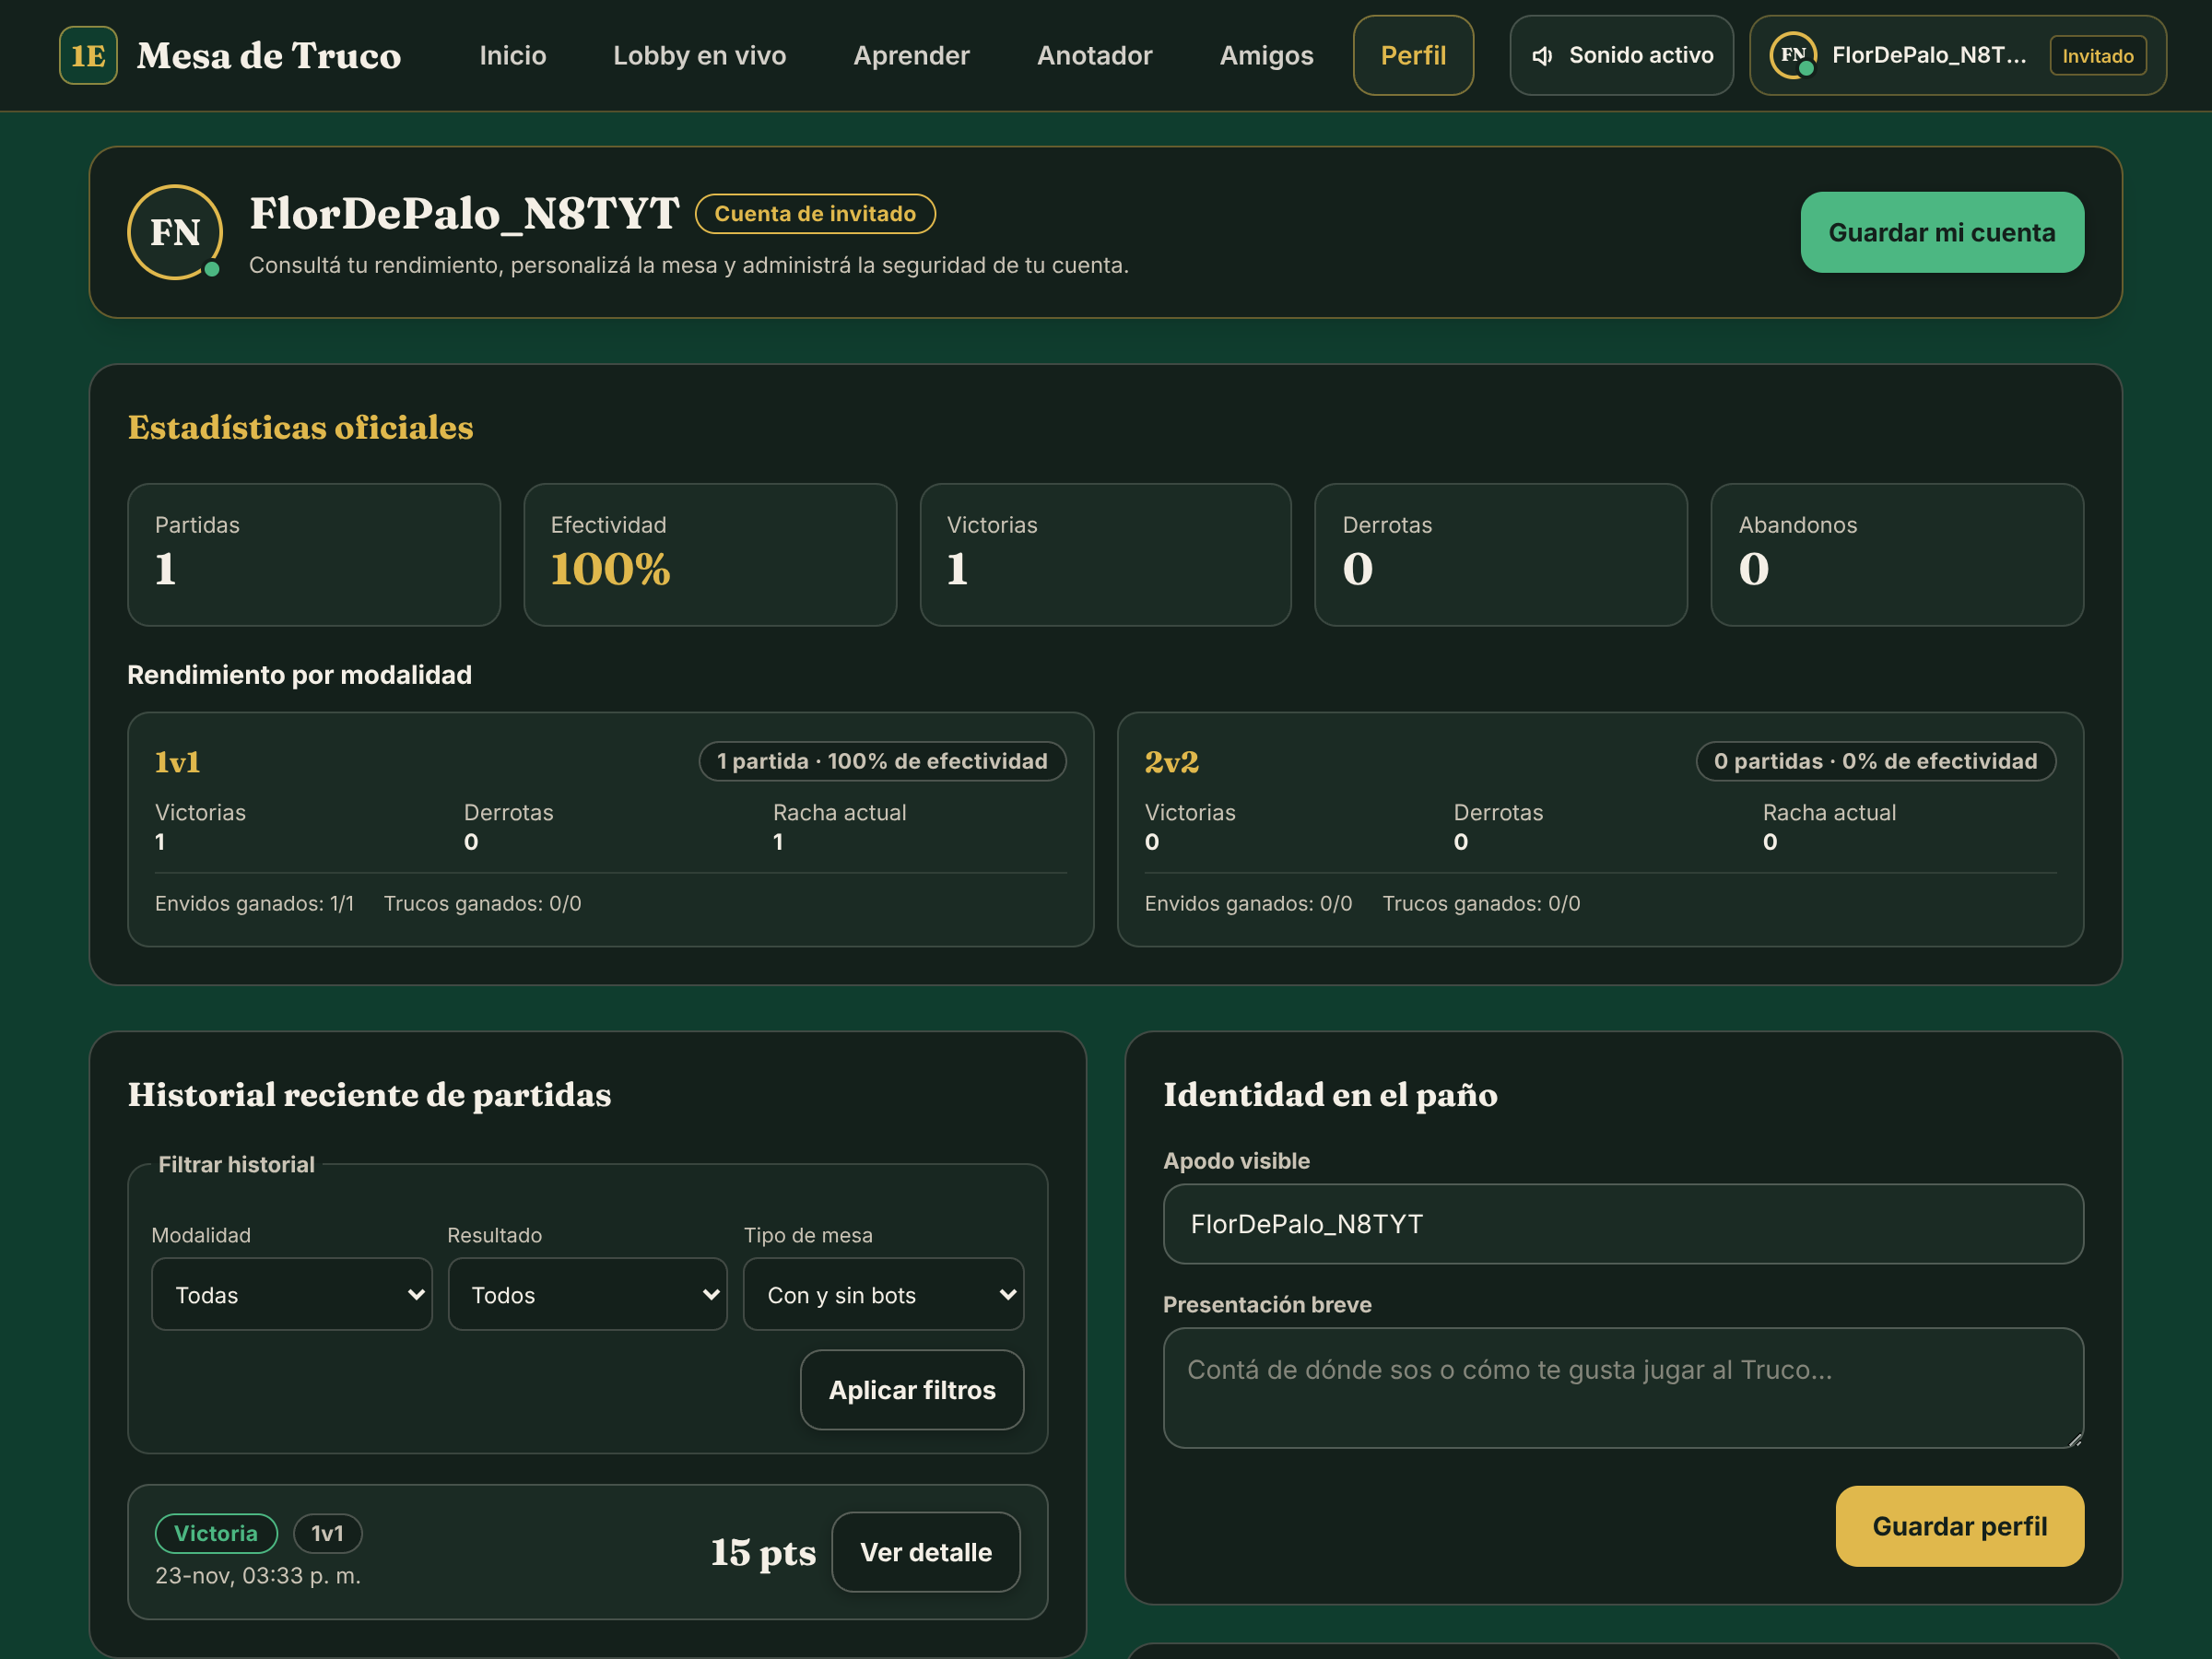 1E Mesa de Truco Inicio Lobby en vivo Aprender Anotador Amigos Perfil Sonido activo FN FlorDePalo_N8T... Invitado
FN FlorDePalo_N8TYT Cuenta de invitado
Consultá tu rendimiento, personalizá la mesa y administrá la seguridad de tu cuenta.
Guardar mi cuenta
Estadísticas oficiales
Partidas
1
Efectividad
100%
Victorias
1
Derrotas
0
Abandonos
0
Rendimiento por modalidad
1v1 1 partida · 100% de efectividad
Victorias Derrotas Racha actual
1 0 1
Envidos ganados: 1/1 Trucos ganados: 0/0
2v2 0 partidas · 0% de efectividad
Victorias Derrotas Racha actual
0 0 0
Envidos ganados: 0/0 Trucos ganados: 0/0
Historial reciente de partidas
Filtrar historial
Modalidad Resultado Tipo de mesa
Todas Todos Con y sin bots
Aplicar filtros
Victoria 1v1
23-nov, 03:33 p. m.
15 pts Ver detalle
Identidad en el paño
Apodo visible
FlorDePalo_N8TYT
Presentación breve
Contá de dónde sos o cómo te gusta jugar al Truco...
Guardar perfil